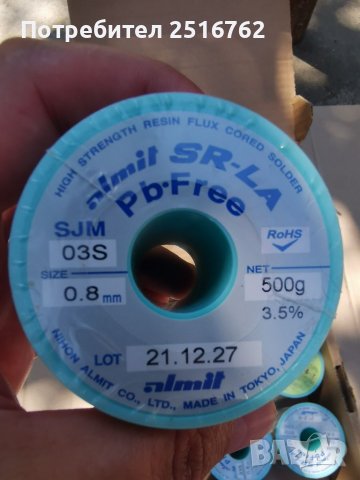 Потребител 2516762
HIGH STRENGTH RESIN FLUX CORED SOLDER
almit SR-LA
Pb-Free
SJM
03S
RoHS
SIZE
0.8mm
NET
500g
3.5%
LOT 21.12.27
almit
NIHON ALMIT CO., LTD. MADE IN TOKYO, JAPAN
BAZAR